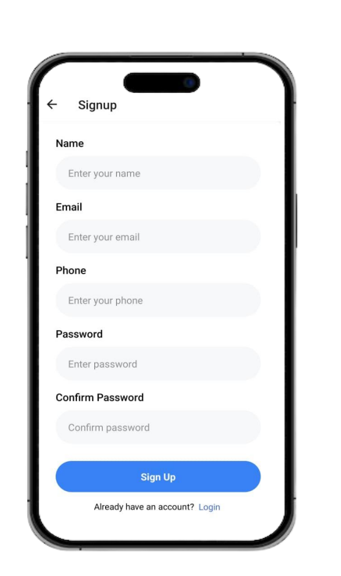 Signup
Name
Enter your name
Email
Enter your email
Phone
Enter your phone
Password
Enter password
Confirm Password
Confirm password
Sign Up
Already have an account? Login